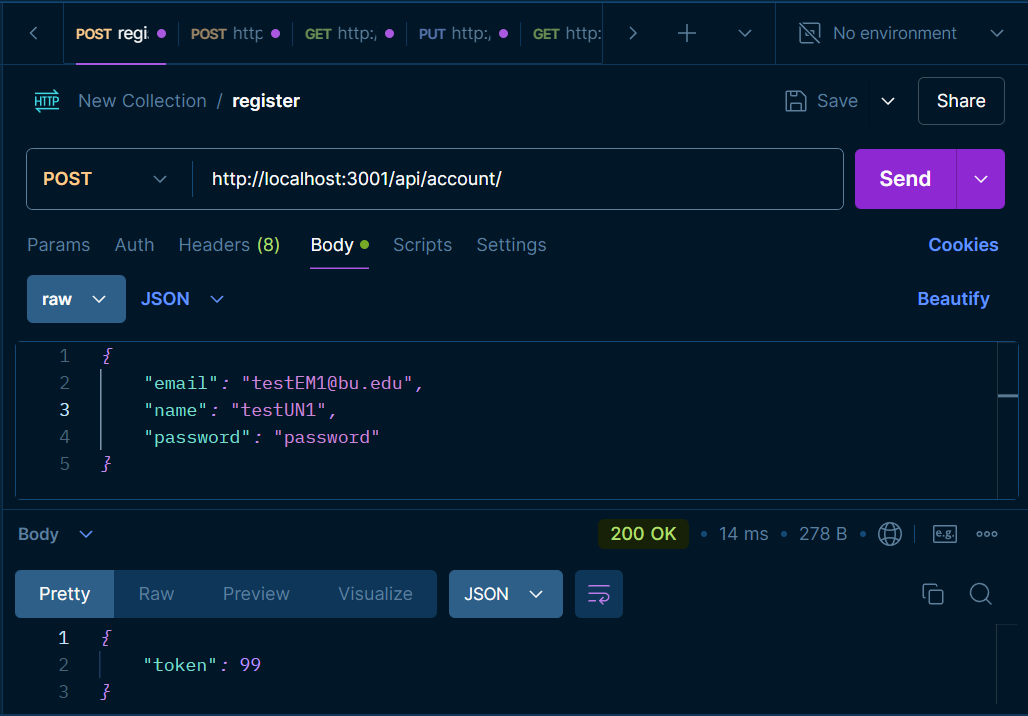 POST regi POST http GET http:/ PUT http:/ GET http: No environment
HTTP New Collection / register Save Share
POST http://localhost:3001/api/account/ Send
Params Auth Headers (8) Body Scripts Settings Cookies
raw JSON Beautify
1 {
2 "email": "testEM1@bu.edu",
3 "name": "testUN1",
4 "password": "password"
5 }
Body 200 OK • 14 ms • 278 B • e.g.
Pretty Raw Preview Visualize JSON
1 {
2 "token": 99
3 }